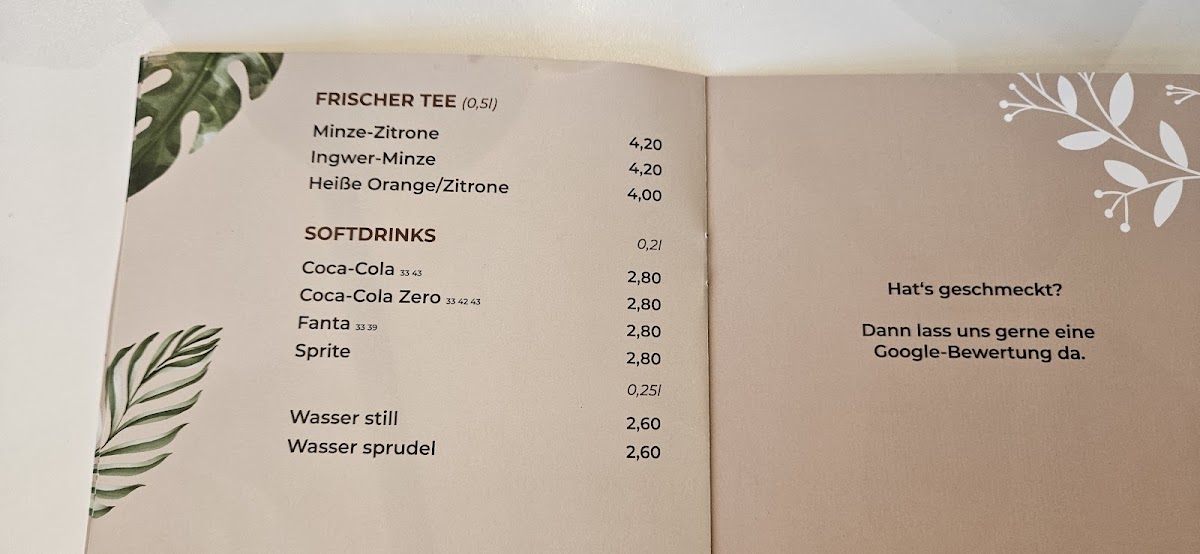 FRISCHER TEE (0,5l)
Minze-Zitrone 4,20
Ingwer-Minze 4,20
Heiße Orange/Zitrone 4,00
SOFTDRINKS 0,2l
Coca-Cola 33 43 2,80
Coca-Cola Zero 33 42 43 2,80
Fanta 33 39 2,80
Sprite 2,80
0,25l
Wasser still 2,60
Wasser sprudel 2,60
Hat's geschmeckt?
Dann lass uns gerne eine
Google-Bewertung da.